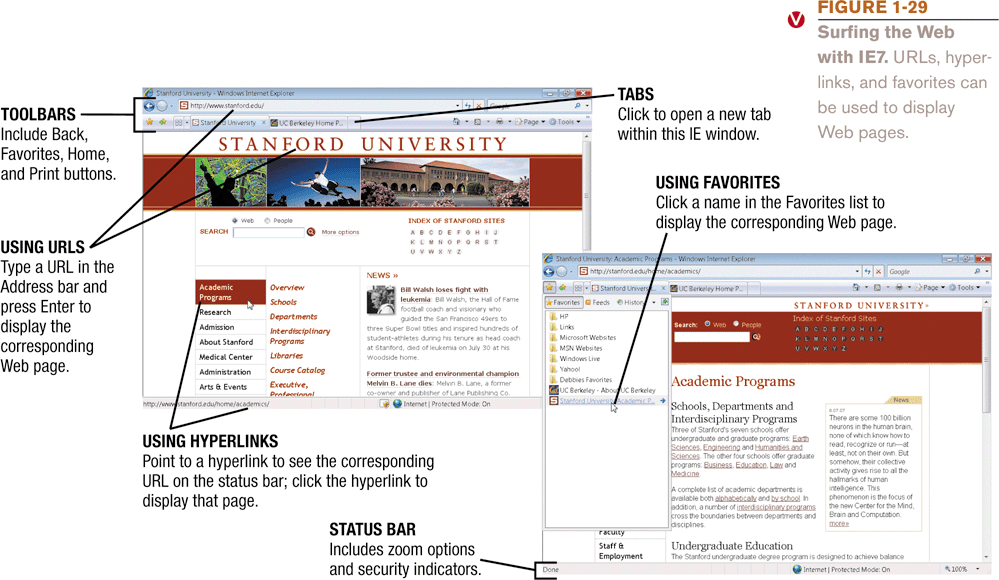 FIGURE 1-29
Surfing the Web
with IE7. URLs, hyper-
links, and favorites can
be used to display
Web pages.
TOOLBARS
Include Back,
Favorites, Home,
and Print buttons.
USING URLS
Type a URL in the
Address bar and
press Enter to
display the
corresponding
Web page.
Stanford University - Windows Internet Explorer
http://www.stanford.edu/
Google
Stanford University
UC Berkeley Home P...
Page
Tools
STANFORD UNIVERSITY
Web People
SEARCH
More options
INDEX OF STANFORD SITES
A B C D E F G H I J
K L M N O P Q R S T
U V W X Y Z
Academic
Programs
Research
Admission
About Stanford
Medical Center
Administration
Arts & Events
Overview
Schools
Departments
Interdisciplinary
Programs
Libraries
Course Catalog
Executive,
Professional
NEWS »
Bill Walsh loses fight with
leukemia: Bill Walsh, the Hall of Fame
football coach and visionary who
guided the San Francisco 49ers to
three Super Bowl titles and inspired hundreds of
student-athletes during his tenure as head coach
at Stanford, died of leukemia on July 30 at his
Woodside home.
Former trustee and environmental champion
Melvin B. Lane dies: Melvin B. Lane, a former
co-owner and publisher of Lane Publishing Co.
http://www.stanford.edu/home/academics/
Internet | Protected Mode: On
TABS
Click to open a new tab
within this IE window.
USING FAVORITES
Click a name in the Favorites list to
display the corresponding Web page.
USING HYPERLINKS
Point to a hyperlink to see the corresponding
URL on the status bar; click the hyperlink to
display that page.
STATUS BAR
Includes zoom options
and security indicators.
Stanford University: Academic Programs - Windows Internet Explorer
http://stanford.edu/home/academics/
Google
Stanford Universi...
UC Berkeley Home P...
Page
Tools
Favorites
Feeds
History
HP
Links
Microsoft Websites
MSN Websites
Windows Live
Yahoo!
Debbies Favorites
UC Berkeley - About UC Berkeley
Stanford University: Academic P...
STANFORD UNIVERSITY
Search: Web People
Index of Stanford Sites
A B C D E F G H I J
K L M N O P Q R S T
U V W X Y Z
Academic Programs
Schools, Departments and
Interdisciplinary Programs
Three of Stanford's seven schools offer
undergraduate and graduate programs: Earth
Sciences, Engineering and Humanities and
Sciences. The other four schools offer graduate
programs: Business, Education, Law and
Medicine.
A complete list of academic departments is
available both alphabetically and by school. In
addition, a number of interdisciplinary programs
cross the boundaries between departments and
disciplines.
News
8.07.07
There are some 100 billion
neurons in the human brain,
none of which know how to
read, recognize or run—at
least, not on their own. But
somehow, their collective
activity gives rise to all the
hallmarks of human
intelligence. This
phenomenon is the focus of
the new Center for the Mind,
Brain and Computation.
more»
Faculty
Staff &
Employment
Undergraduate Education
The Stanford undergraduate degree program is designed to achieve balance
Done
Internet | Protected Mode: On
100%